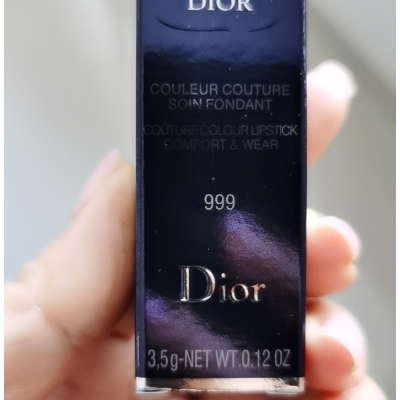 DIOR
COULEUR COUTURE
SOIN FONDANT
COUTURE COLOUR LIPSTICK
COMFORT & WEAR
999
Dior
3,5g-NET WT.0.12 OZ